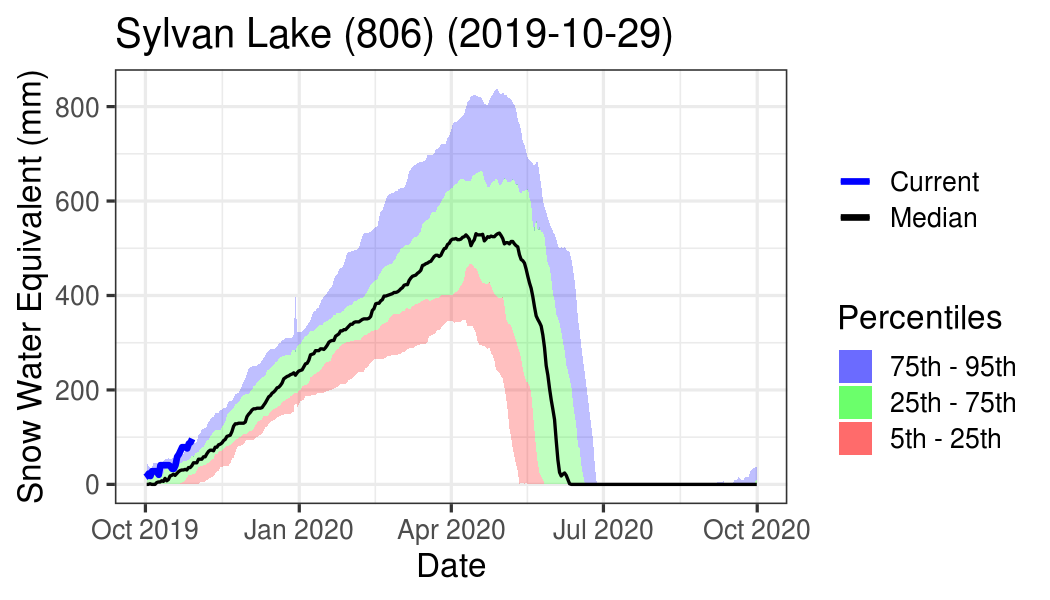 Sylvan Lake (806) (2019-10-29)
Snow Water Equivalent (mm)
800
600
400
200
0
Oct 2019
Jan 2020
Apr 2020
Jul 2020
Oct 2020
Date
Current
Median
Percentiles
75th - 95th
25th - 75th
5th - 25th